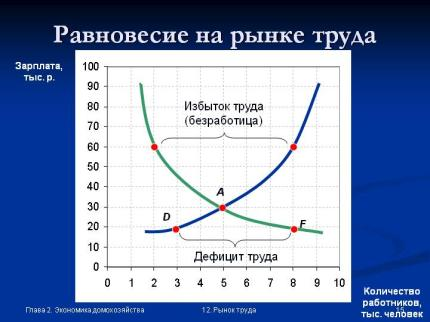 Равновесие на рынке труда
Зарплата,
тыс. р.
100
90
80
70
60
50
40
30
20
10
0
Избыток труда
(безработица)
A
D
F
Дефицит труда
0 1 2 3 4 5 6 7 8 9 10
Количество
работников,
тыс. человек
Глава 2. Экономика домохозяйства
12. Рынок труда
15